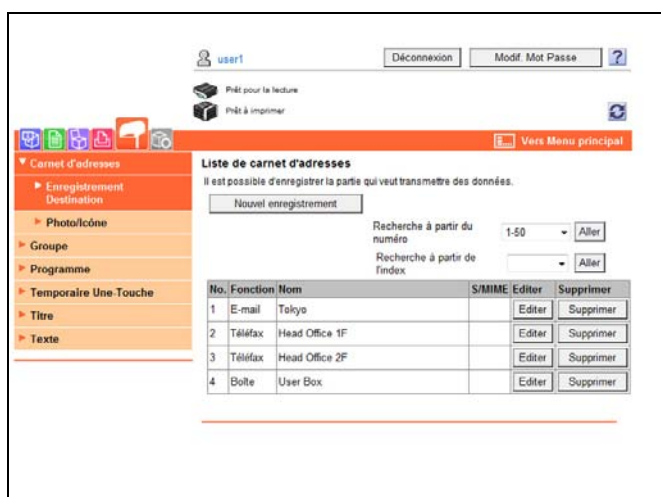 user1
Déconnexion
Modif. Mot Passe
?
Prêt pour la lecture
Prêt à imprimer
Vers Menu principal
Carnet d'adresses
Enregistrement
Destination
Photo/Icône
Groupe
Programme
Temporaire Une-Touche
Titre
Texte
Liste de carnet d'adresses
Il est possible d'enregistrer la partie qui veut transmettre des données.
Nouvel enregistrement
Recherche à partir du
numéro
1-50
Aller
Recherche à partir de
l'index
Aller
No. Fonction Nom S/MIME Editer Supprimer
1 E-mail Tokyo Editer Supprimer
2 Téléfax Head Office 1F Editer Supprimer
3 Téléfax Head Office 2F Editer Supprimer
4 Boîte User Box Editer Supprimer